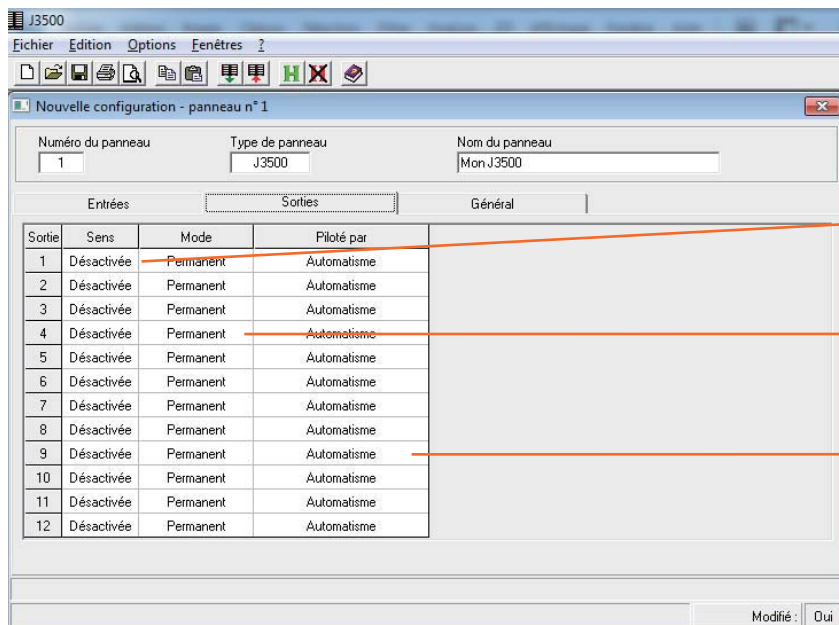 J3500
Fichier Edition Options Fenêtres ?
Nouvelle configuration - panneau n° 1
Numéro du panneau Type de panneau Nom du panneau
1 J3500 Mon J3500
Entrées Sorties Général
Sortie Sens Mode Piloté par
1 Désactivée Permanent Automatisme
2 Désactivée Permanent Automatisme
3 Désactivée Permanent Automatisme
4 Désactivée Permanent Automatisme
5 Désactivée Permanent Automatisme
6 Désactivée Permanent Automatisme
7 Désactivée Permanent Automatisme
8 Désactivée Permanent Automatisme
9 Désactivée Permanent Automatisme
10 Désactivée Permanent Automatisme
11 Désactivée Permanent Automatisme
12 Désactivée Permanent Automatisme
Modifié : Oui